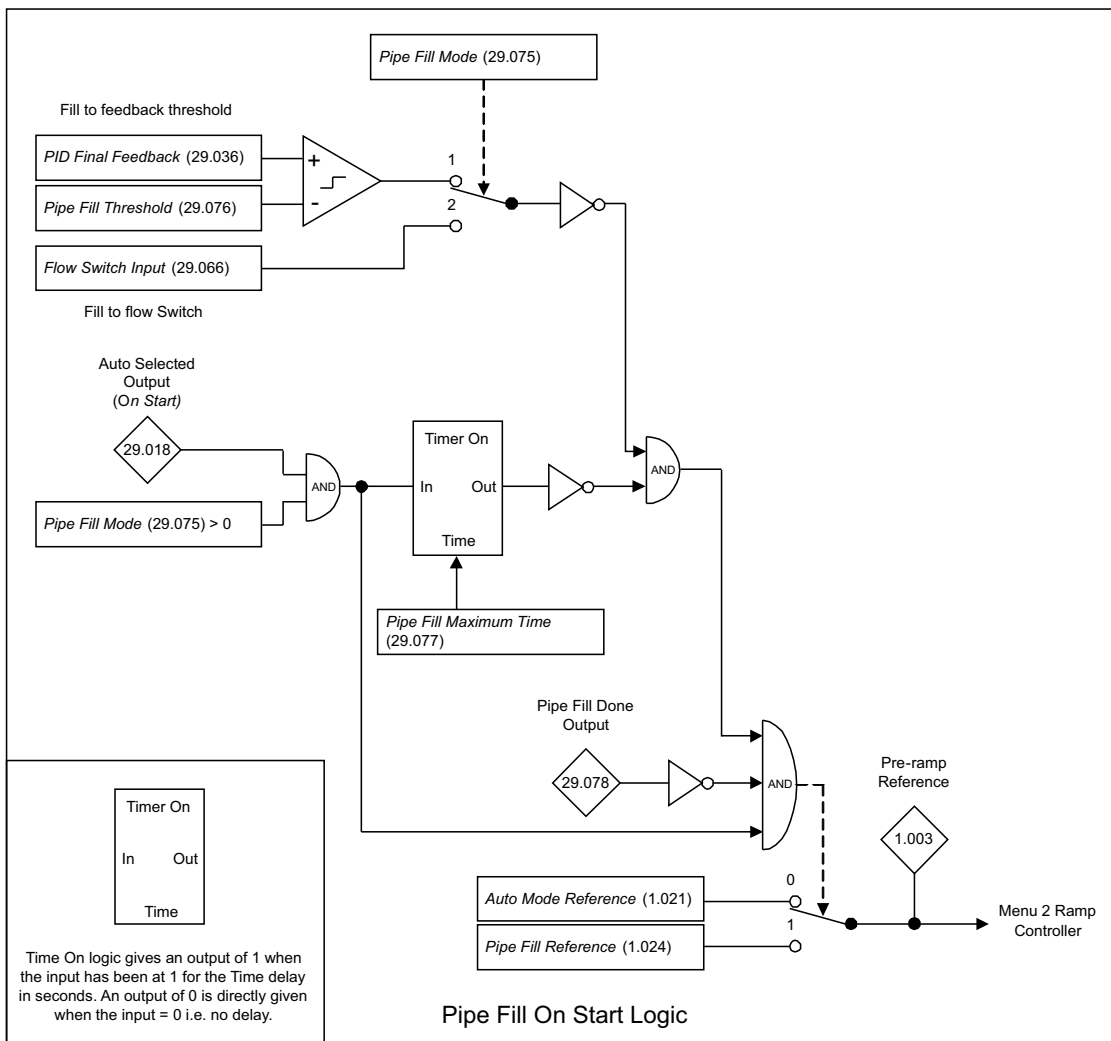 Pipe Fill Mode (29.075)
Fill to feedback threshold
PID Final Feedback (29.036)
Pipe Fill Threshold (29.076)
Flow Switch Input (29.066)
+
-
1
2
Fill to flow Switch
Auto Selected
Output
(On Start)
29.018
Pipe Fill Mode (29.075) > 0
AND
Timer On
In Out
Time
AND
Pipe Fill Maximum Time
(29.077)
Pipe Fill Done
Output
29.078
AND
Pre-ramp
Reference
1.003
0
Auto Mode Reference (1.021)
1
Pipe Fill Reference (1.024)
Menu 2 Ramp
Controller
Timer On
In Out
Time
Time On logic gives an output of 1 when
the input has been at 1 for the Time delay
in seconds. An output of 0 is directly given
when the input = 0 i.e. no delay.
Pipe Fill On Start Logic